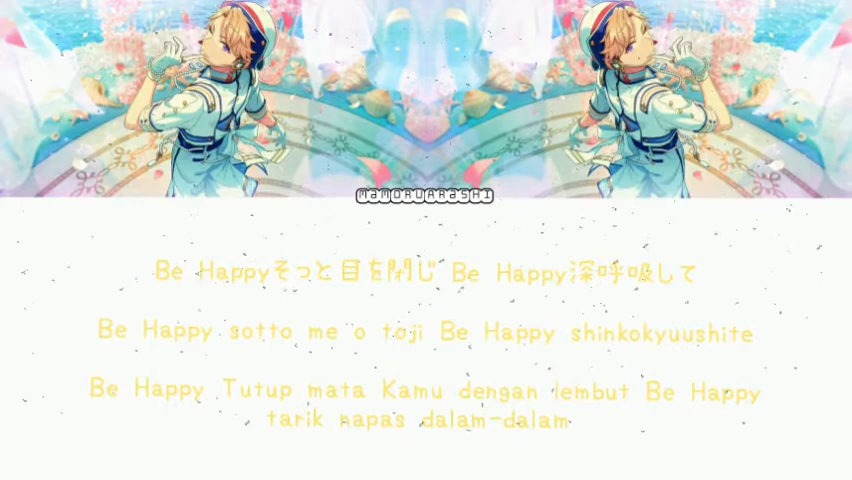 MAMORUARASHI
Be Happyそっと目を閉じ Be Happy深呼吸して
Be Happy sotto me o toji Be Happy shinkokyuushite
Be Happy Tutup mata Kamu dengan lembut Be Happy
tarik napas dalam-dalam